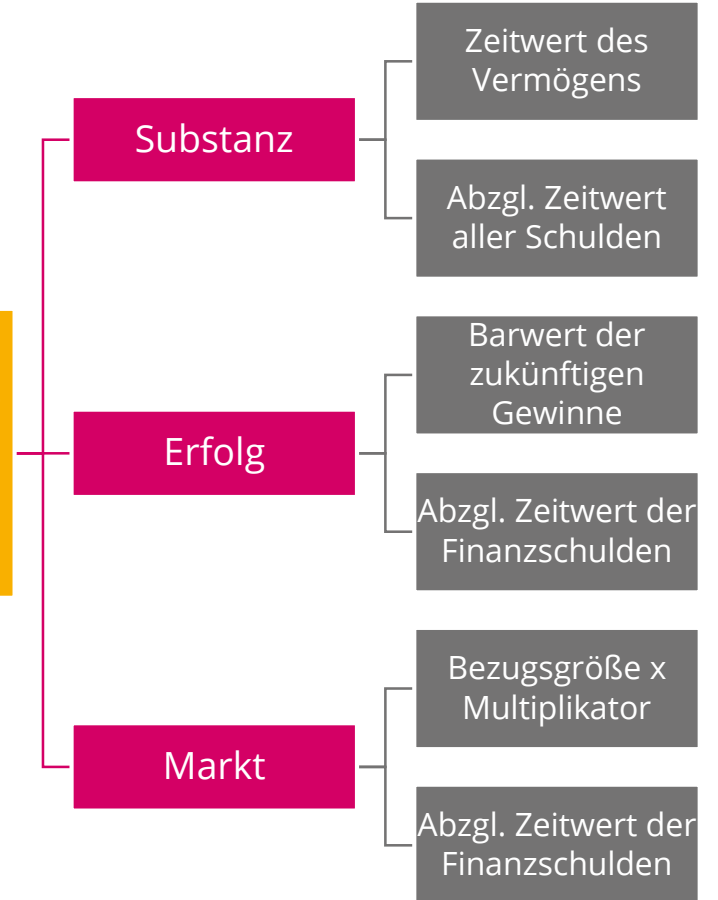 Substanz
Zeitwert des
Vermögens
Abzgl. Zeitwert
aller Schulden
Erfolg
Barwert der
zukünftigen
Gewinne
Abzgl. Zeitwert der
Finanzschulden
Markt
Bezugsgröße x
Multiplikator
Abzgl. Zeitwert der
Finanzschulden